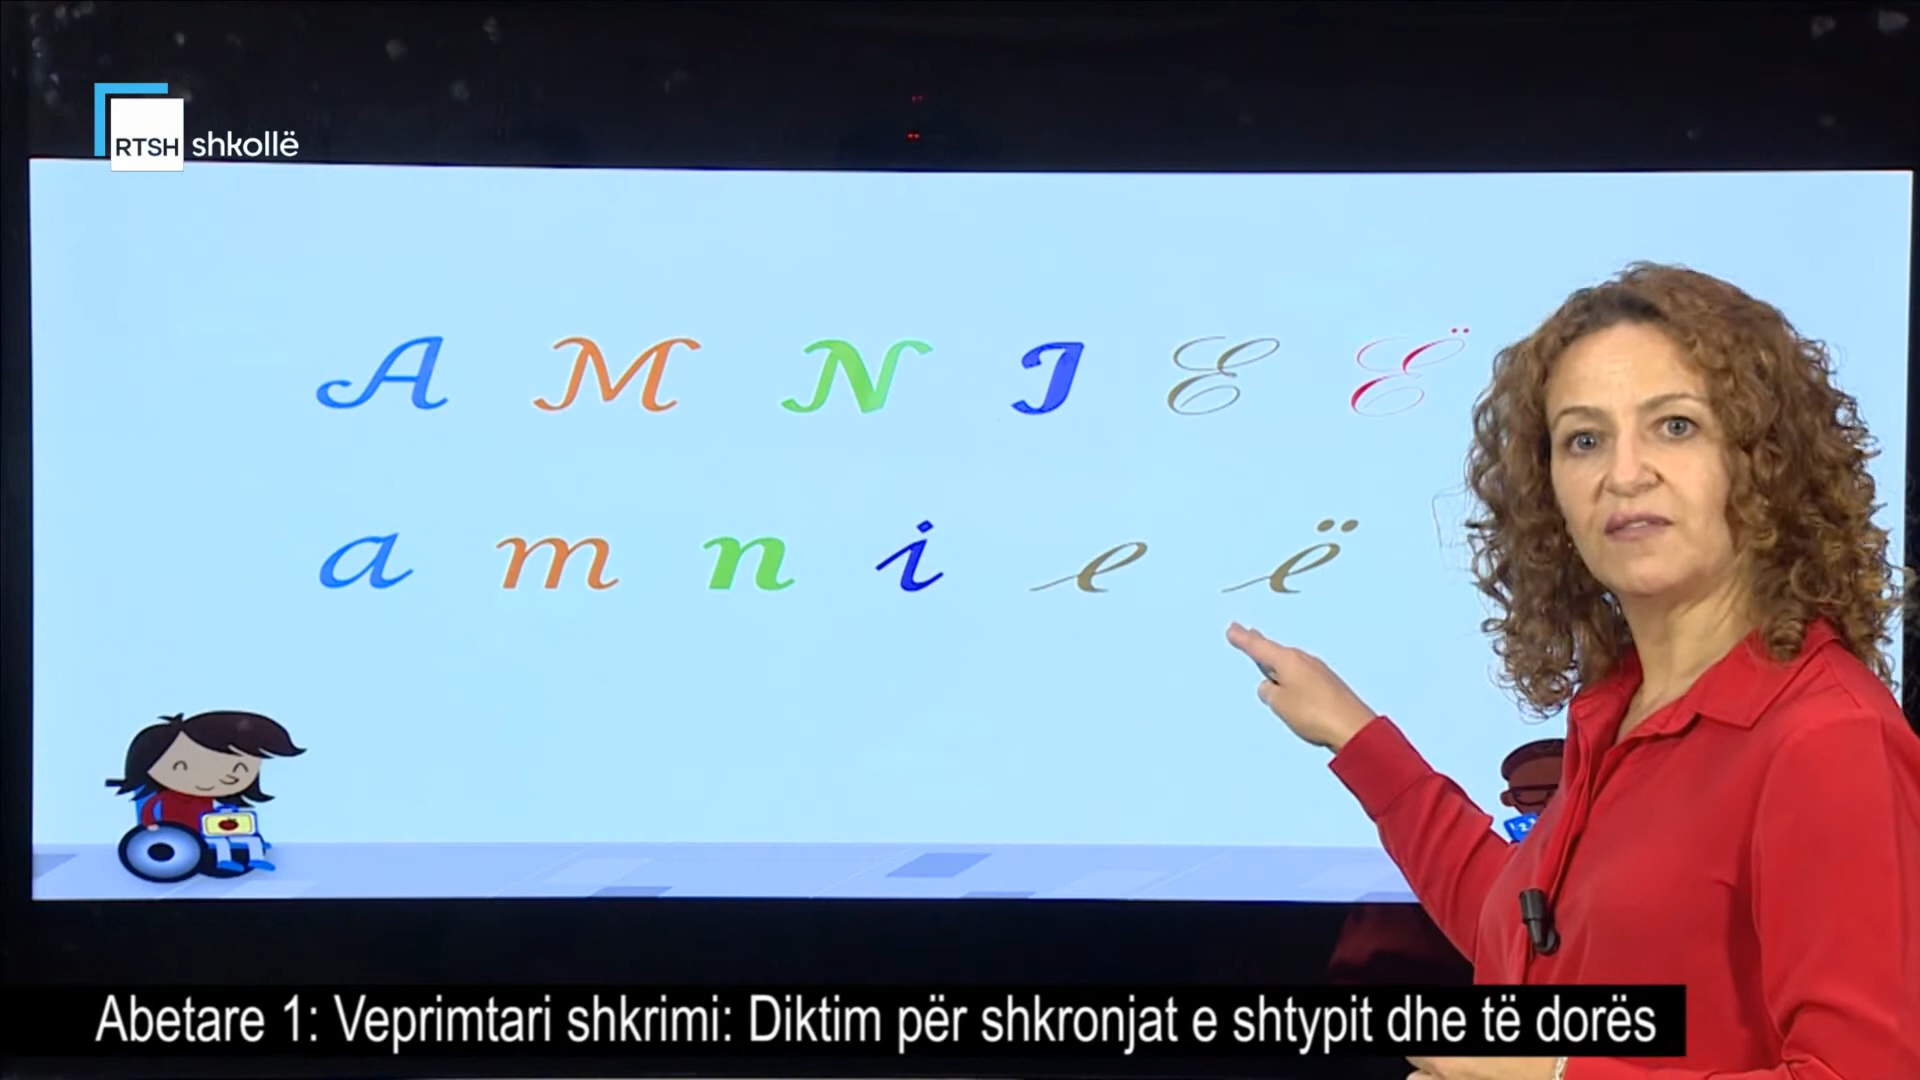 RTSH shkollë
A M N I E Ë
a m n i e ë
Abetare 1: Veprimtari shkrimi: Diktim për shkronjat e shtypit dhe të dorës